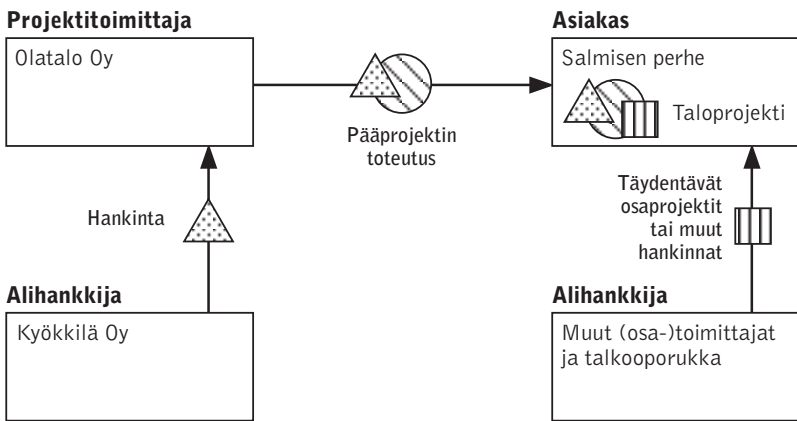 Projektitoimittaja
Olatalo Oy
Asiakas
Salmisen perhe
Taloprojekti
Pääprojektin
toteutus
Hankinta
Täydentävät
osaprojektit
tai muut
hankinnat
Alihankkija
Kyökkilä Oy
Alihankkija
Muut (osa-)toimittajat
ja talkooporukka